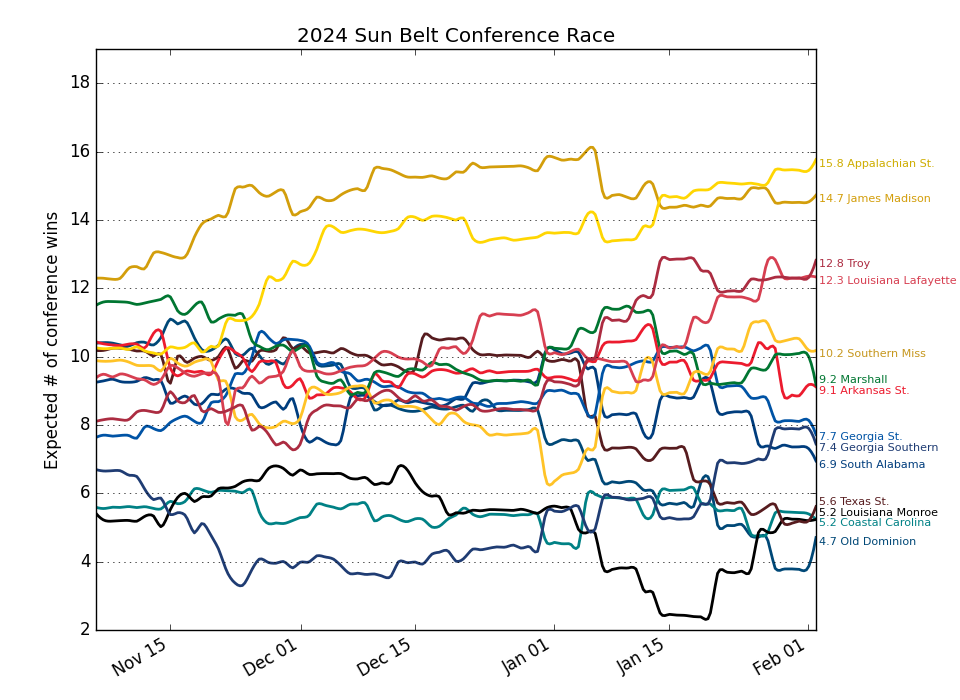 2024 Sun Belt Conference Race
Expected # of conference wins
18
16
14
12
10
8
6
4
2
Nov 15
Dec 01
Dec 15
Jan 01
Jan 15
Feb 01
15.8 Appalachian St.
14.7 James Madison
12.8 Troy
12.3 Louisiana Lafayette
10.2 Southern Miss
9.2 Marshall
9.1 Arkansas St.
7.7 Georgia St.
7.4 Georgia Southern
6.9 South Alabama
5.6 Texas St.
5.2 Louisiana Monroe
5.2 Coastal Carolina
4.7 Old Dominion